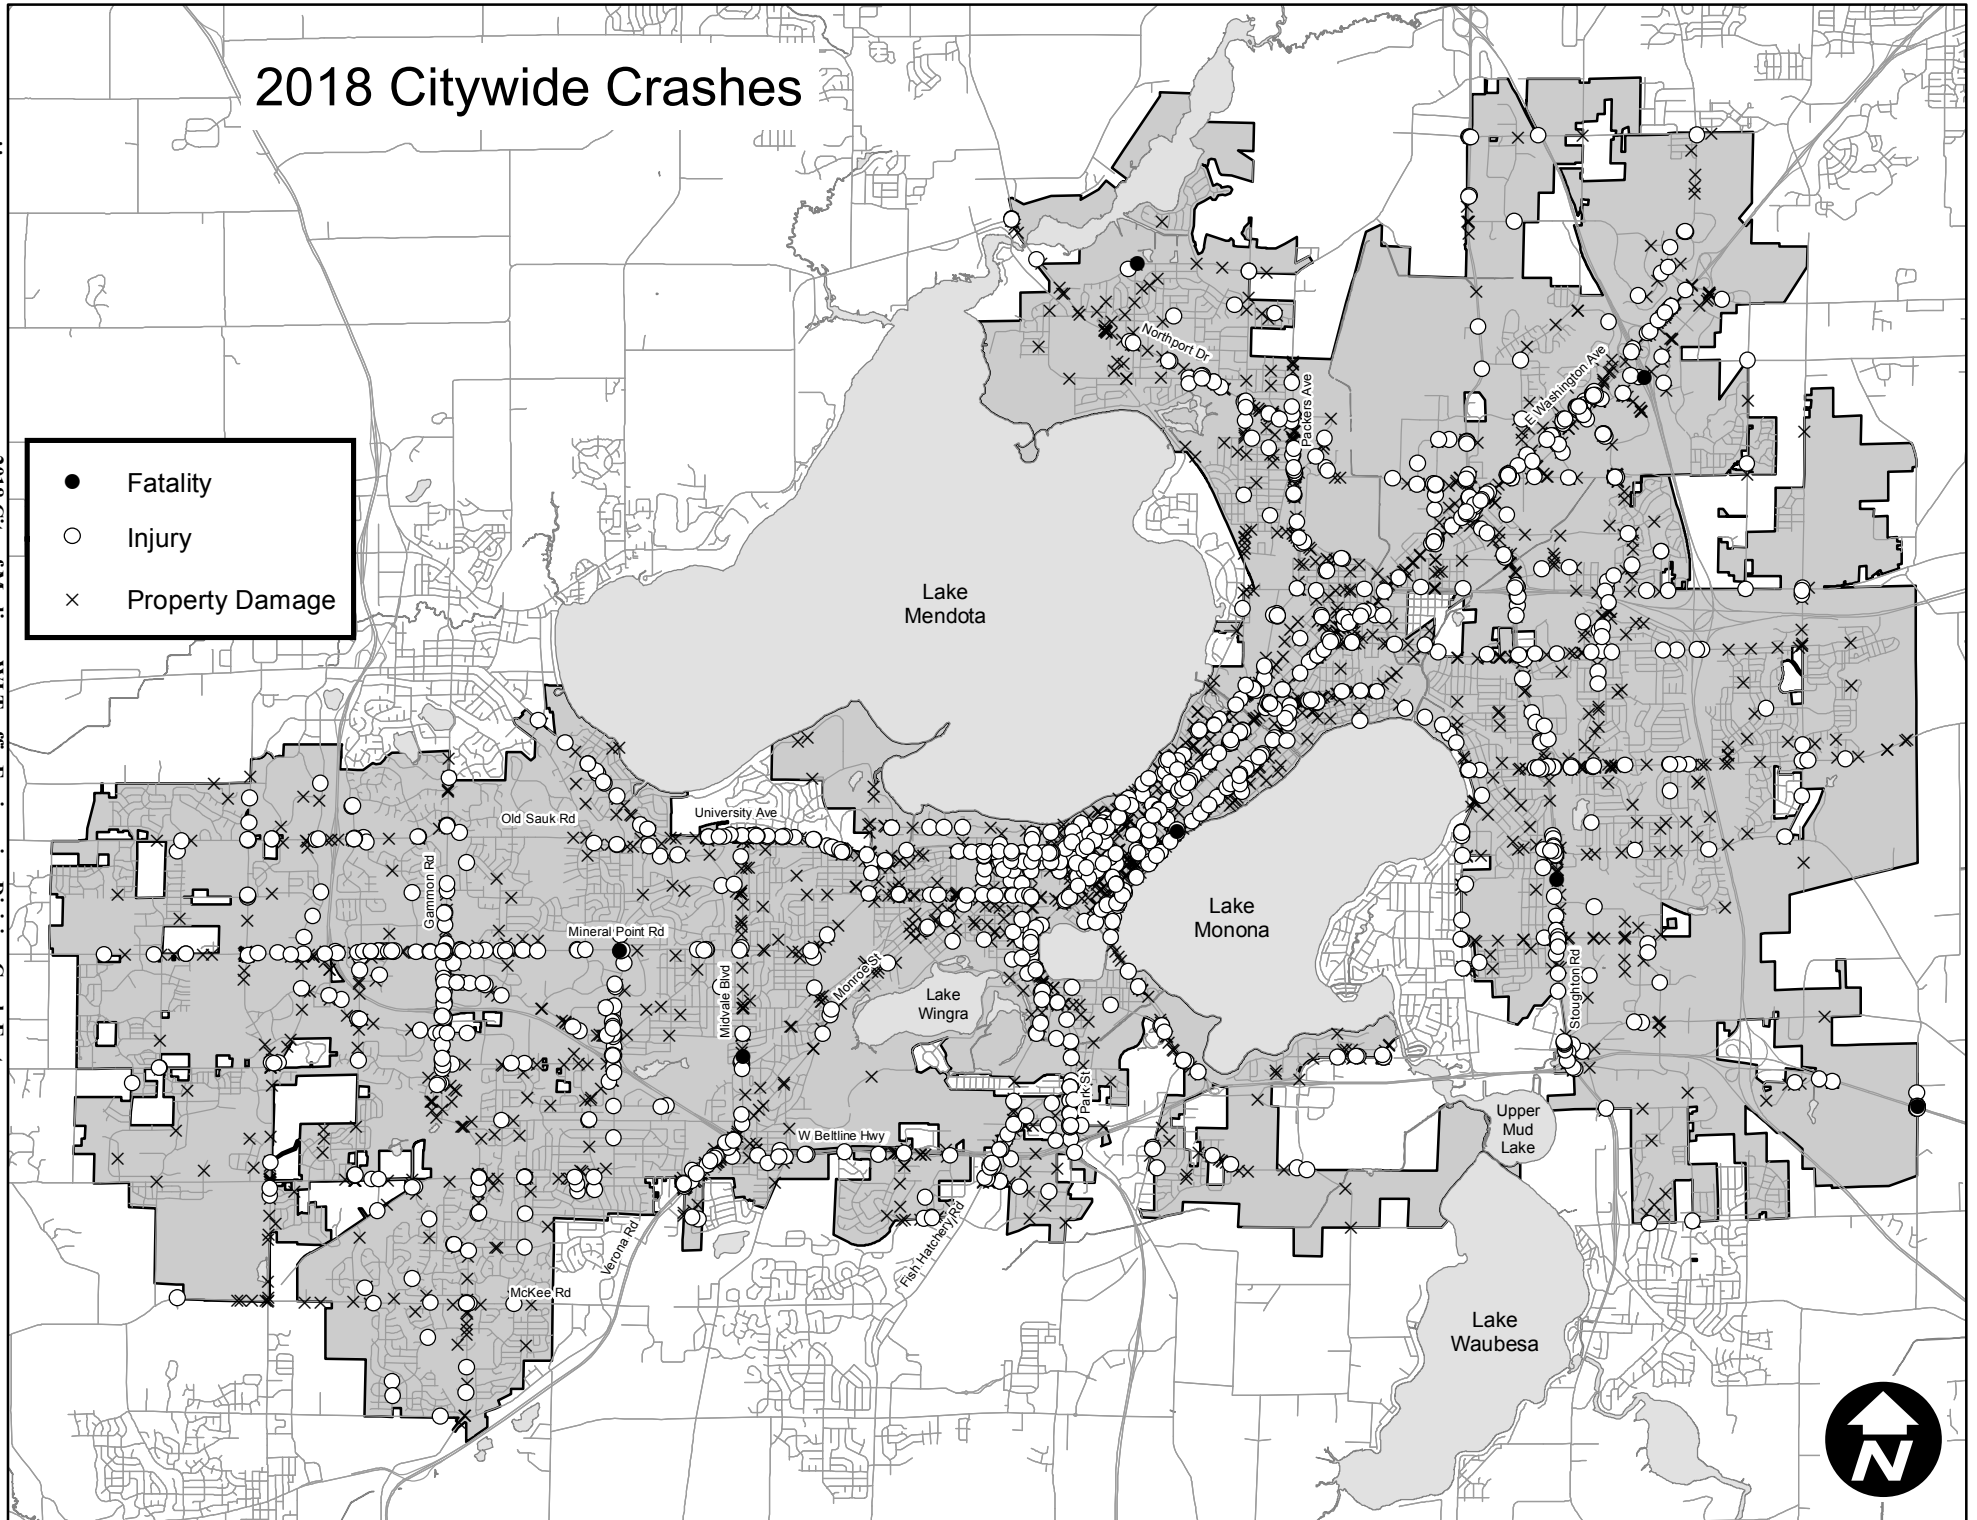 2018 Citywide Crashes
Fatality
Injury
Property Damage
Northport Dr
Packers Ave
E Washington Ave
Lake
Mendota
Old Sauk Rd
University Ave
Gammon Rd
Mineral Point Rd
Midvale Blvd
Monroe St
Lake
Wingra
Lake
Monona
Stoughton Rd
Park St
W Beltline Hwy
Upper
Mud
Lake
Verona Rd
Fish Hatchery Rd
McKee Rd
Lake
Waubesa
N